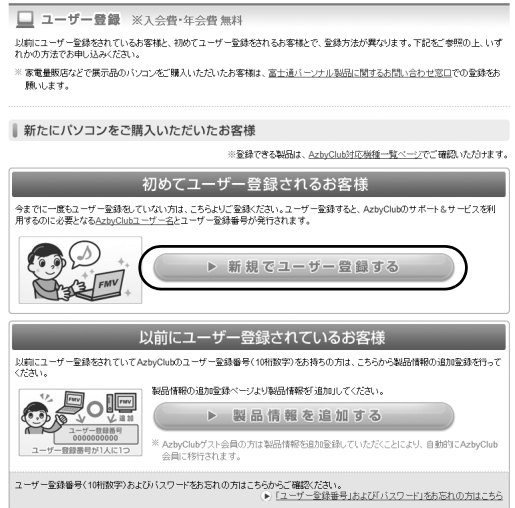 ユーザー登録 ※入会費・年会費 無料
以前にユーザー登録をされているお客様と、初めてユーザー登録をされるお客様とで、登録方法が異なります。下記をご参照の上、いず
れかの方法でお申し込みください。
※ 家電量販店などで展示品のパソコンをご購入いただいたお客様は、富士通パーソナル製品に関するお問い合わせ窓口での登録をお
願いします。
新たにパソコンをご購入いただいたお客様
※登録できる製品は、AzbyClub対応機種一覧ページでご確認いただけます。
初めてユーザー登録されるお客様
今までに一度もユーザー登録をしていない方は、こちらよりご登録ください。ユーザー登録すると、AzbyClubのサポート&サービスを利
用するのに必要となるAzbyClubユーザー名とユーザー登録番号が発行されます。
FMV
新規でユーザー登録する
以前にユーザー登録されているお客様
以前にユーザー登録をされていてAzbyClubのユーザー登録番号(10桁数字)をお持ちの方は、こちらから製品情報の追加登録を行って
ください。
製品情報の追加登録ページより製品情報を「追加」してください。
FMV
FMV
追加
ユーザー登録番号
0000000000
ユーザー登録番号が1人に1つ
製品情報を追加する
※ AzbyClubゲスト会員の方は製品情報を追加登録していただくことにより、自動的にAzbyClub
会員に移行されます。
ユーザー登録番号(10桁数字)およびパスワードをお忘れの方はこちらからご確認ください。
「ユーザー登録番号」および「パスワード」をお忘れの方はこちら